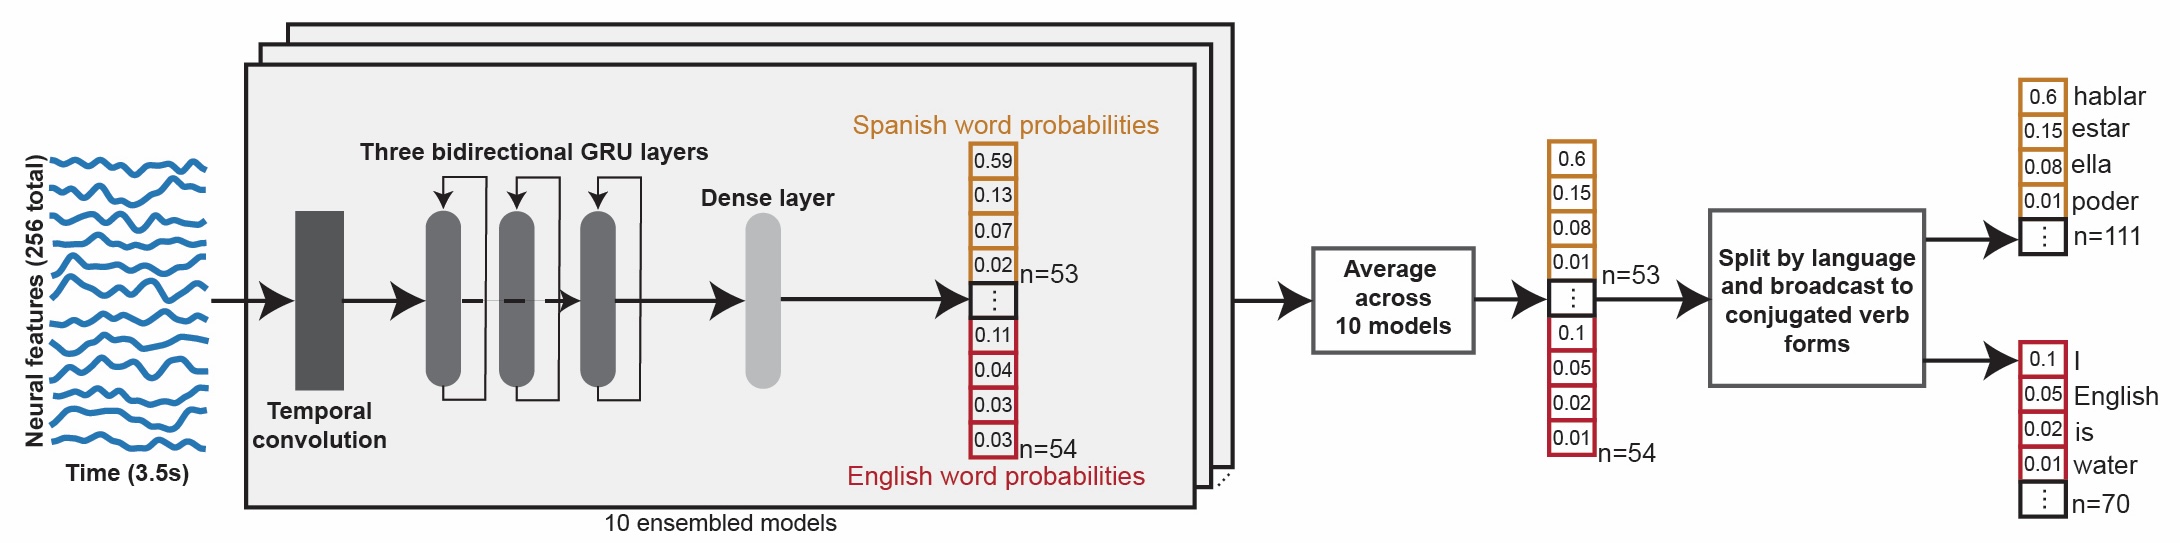 Neural features (256 total)
Time (3.5s)
Temporal
convolution
Three bidirectional GRU layers
Dense layer
Spanish word probabilities
0.59
0.13
0.07
0.02
n=53
⋮
0.11
0.04
0.03
0.03
n=54
English word probabilities
10 ensembled models
Average
across
10 models
0.6
0.15
0.08
0.01
n=53
⋮
0.1
0.05
0.02
0.01
n=54
Split by language
and broadcast to
conjugated verb
forms
0.6 hablar
0.15 estar
0.08 ella
0.01 poder
⋮ n=111
0.1 I
0.05 English
0.02 is
0.01 water
⋮ n=70